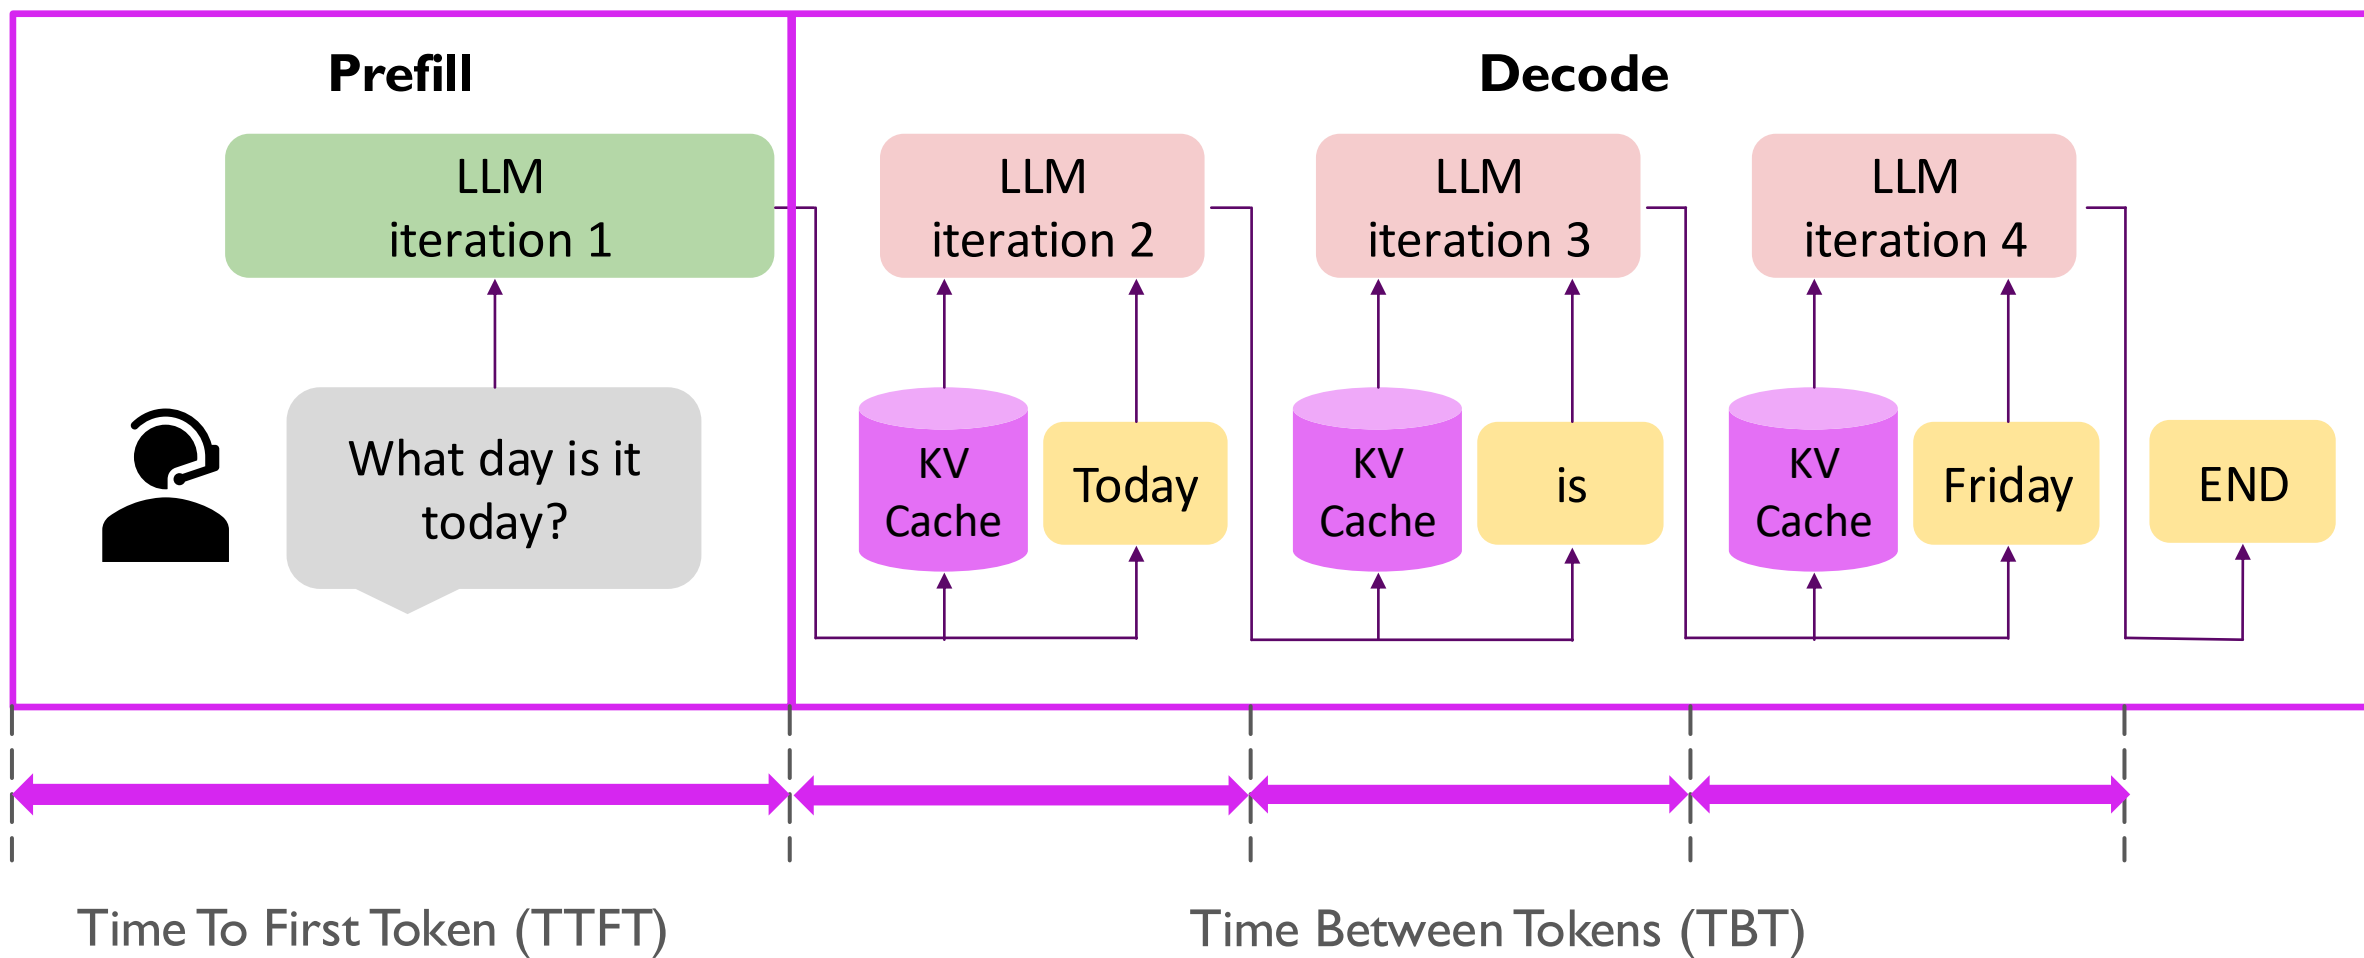 Prefill
Decode
LLM
iteration 1
LLM
iteration 2
LLM
iteration 3
LLM
iteration 4
What day is it
today?
KV
Cache
Today
KV
Cache
is
KV
Cache
Friday
END
Time To First Token (TTFT)
Time Between Tokens (TBT)